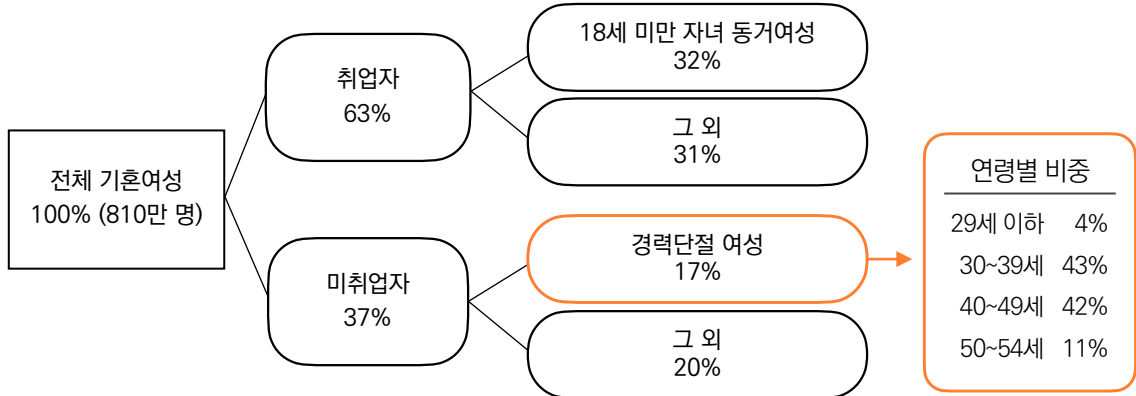 전체 기혼여성
100% (810만 명)
취업자
63%
18세 미만 자녀 동거여성
32%
그 외
31%
미취업자
37%
경력단절 여성
17%
그 외
20%
연령별 비중
29세 이하 4%
30~39세 43%
40~49세 42%
50~54세 11%